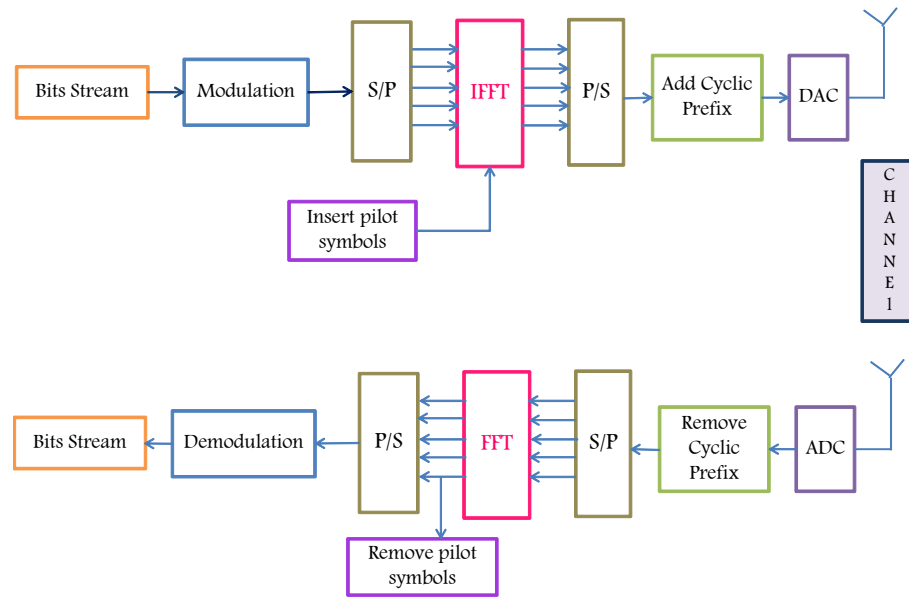 Bits Stream
Modulation
S/P
IFFT
P/S
Add Cyclic
Prefix
DAC
Insert pilot
symbols
C
H
A
N
N
E
l
Bits Stream
Demodulation
P/S
FFT
S/P
Remove
Cyclic
Prefix
ADC
Remove pilot
symbols